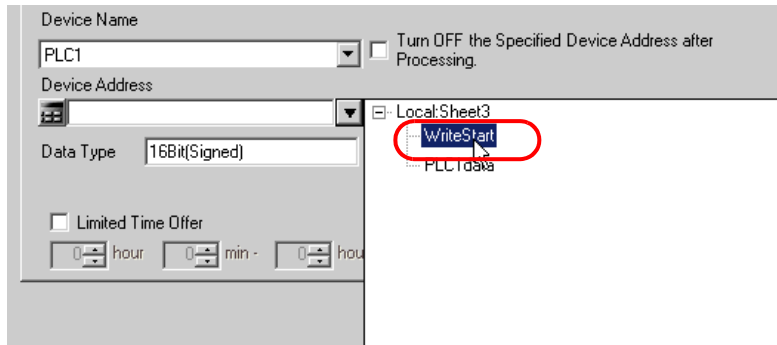 Device Name
PLC1
Turn OFF the Specified Device Address after
Processing.
Device Address
Local:Sheet3
WriteStart
PLC1data
Data Type 16Bit(Signed)
Limited Time Offer
0 hour 0 min - 0 hou